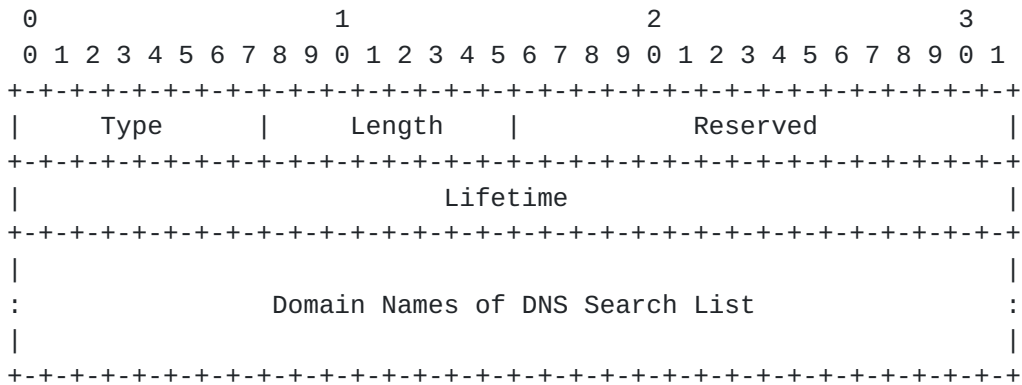 0                   1                   2                   3
 0 1 2 3 4 5 6 7 8 9 0 1 2 3 4 5 6 7 8 9 0 1 2 3 4 5 6 7 8 9 0 1
+-+-+-+-+-+-+-+-+-+-+-+-+-+-+-+-+-+-+-+-+-+-+-+-+-+-+-+-+-+-+-+-+
|     Type      |     Length    |           Reserved            |
+-+-+-+-+-+-+-+-+-+-+-+-+-+-+-+-+-+-+-+-+-+-+-+-+-+-+-+-+-+-+-+-+
|                           Lifetime                            |
+-+-+-+-+-+-+-+-+-+-+-+-+-+-+-+-+-+-+-+-+-+-+-+-+-+-+-+-+-+-+-+-+
|                                                               |
:                Domain Names of DNS Search List                :
|                                                               |
+-+-+-+-+-+-+-+-+-+-+-+-+-+-+-+-+-+-+-+-+-+-+-+-+-+-+-+-+-+-+-+-+